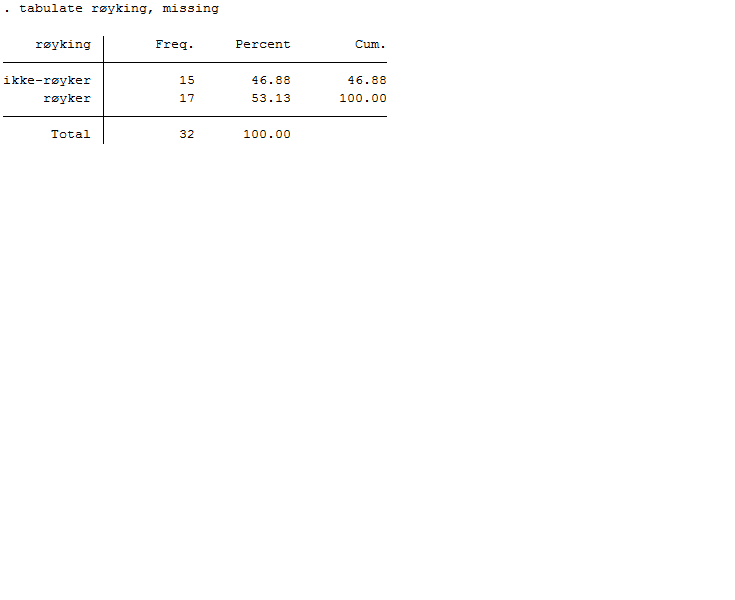 . tabulate røyking, missing
røyking Freq. Percent Cum.
ikke-røyker 15 46.88 46.88
røyker 17 53.13 100.00
Total 32 100.00